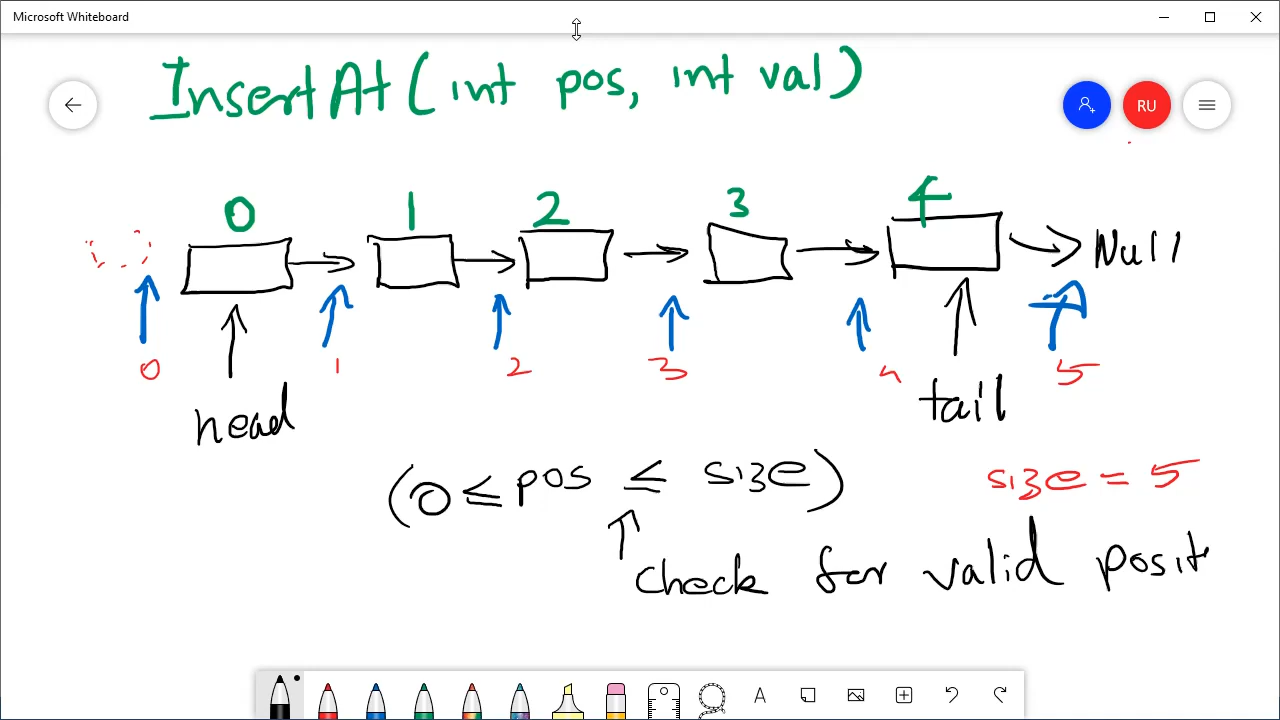 Microsoft Whiteboard
InsertAt(int pos, int val)
RU
0 1 2 3 4
Null
0 1 2 3 4 5
head
tail
(0 ≤ pos ≤ size)
size = 5
check for valid posit
A